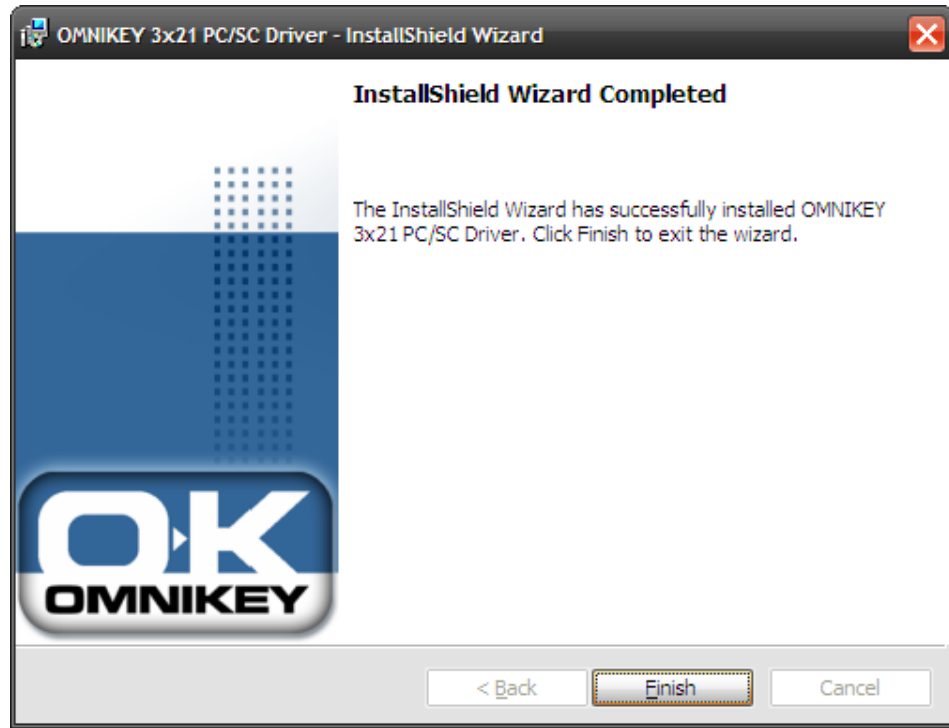 OMNIKEY 3x21 PC/SC Driver - InstallShield Wizard
InstallShield Wizard Completed
The InstallShield Wizard has successfully installed OMNIKEY
3x21 PC/SC Driver. Click Finish to exit the wizard.
OK
OMNIKEY
< Back
Finish
Cancel